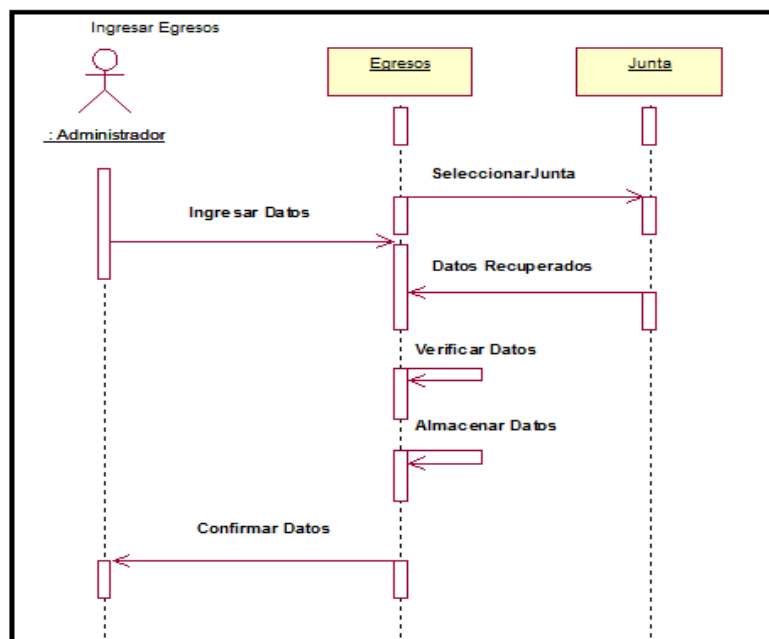 Ingresar Egresos
Egresos
Junta
: Administrador
SeleccionarJunta
Ingresar Datos
Datos Recuperados
Verificar Datos
Almacenar Datos
Confirmar Datos